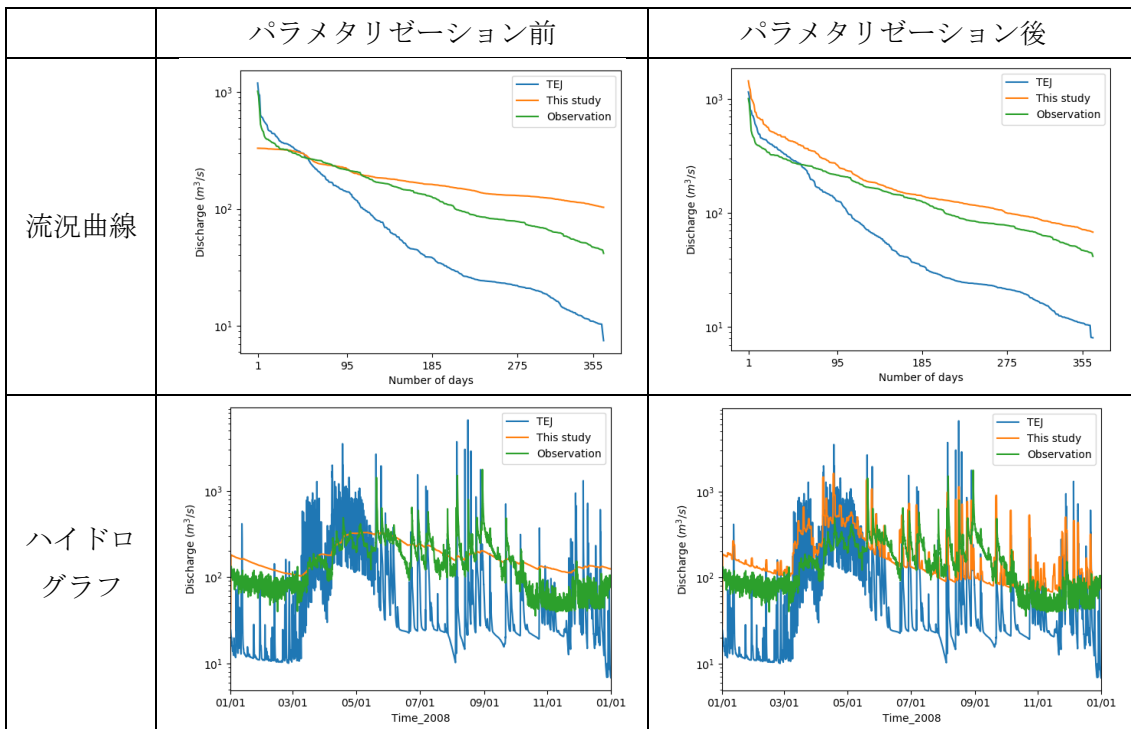 パラメタリゼーション前
パラメタリゼーション後
流況曲線
TEJ
This study
Observation
10³
10²
10¹
Discharge (m³/s)
1 95 185 275 355
Number of days
TEJ
This study
Observation
10³
10²
10¹
Discharge (m³/s)
1 95 185 275 355
Number of days
ハイドロ
グラフ
TEJ
This study
Observation
10³
10²
10¹
Discharge (m³/s)
01/01 03/01 05/01 07/01 09/01 11/01 01/01
Time_2008
TEJ
This study
Observation
10³
10²
10¹
Discharge (m³/s)
01/01 03/01 05/01 07/01 09/01 11/01 01/01
Time_2008